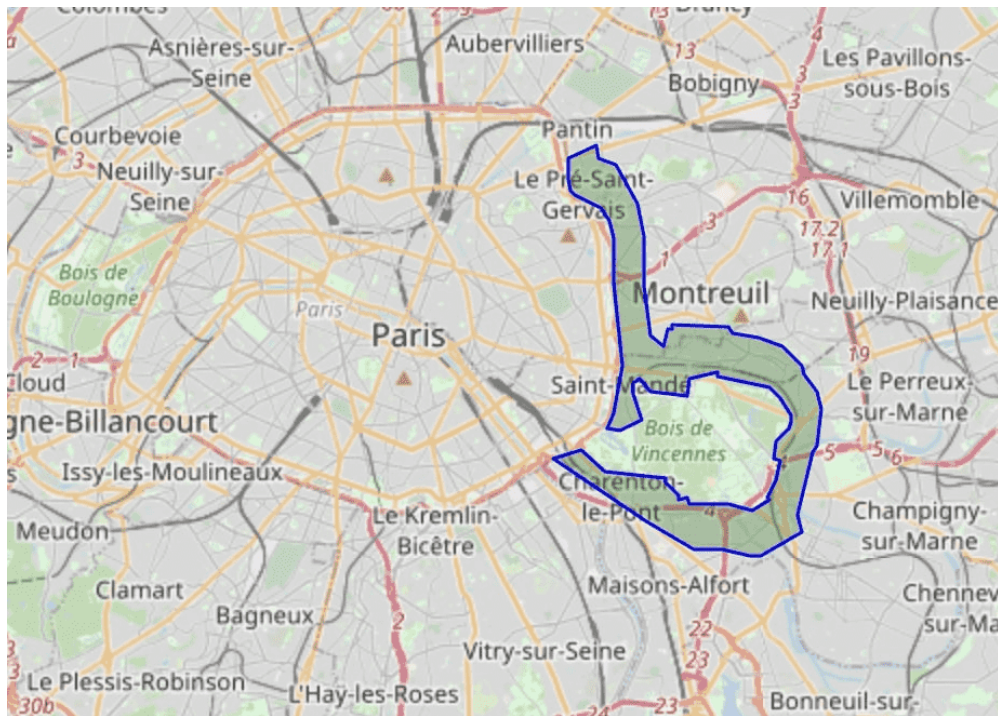 Colombes
Drancy
13
4
2
Asnières-sur-
Seine
Aubervilliers
13
Bobigny
3
3
Les Pavillons-
sous-Bois
Courbevoie
3
Neuilly-sur-
Seine
Pantin
Le Pré-Saint-
Gervais
16
Villemomble
17.2
17.1
3
1
Bois de
Boulogne
Paris
Montreuil
Neuilly-Plaisance
Paris
2
1
19
Cloud
Saint-Mandé
Le Perreux-
sur-Marne
gne-Billancourt
Bois de
Vincennes
4
5
5
6
Issy-les-Moulineaux
Charenton-
le-Pont
4
Meudon
Le Kremlin-
Bicêtre
Champigny-
sur-Marne
Clamart
Bagneux
Maisons-Alfort
Chennev
sur-Ma
2
22
23
Vitry-sur-Seine
3
3
Le Plessis-Robinson
L'Haÿ-les-Roses
30b
24
23
Bonneuil-sur-